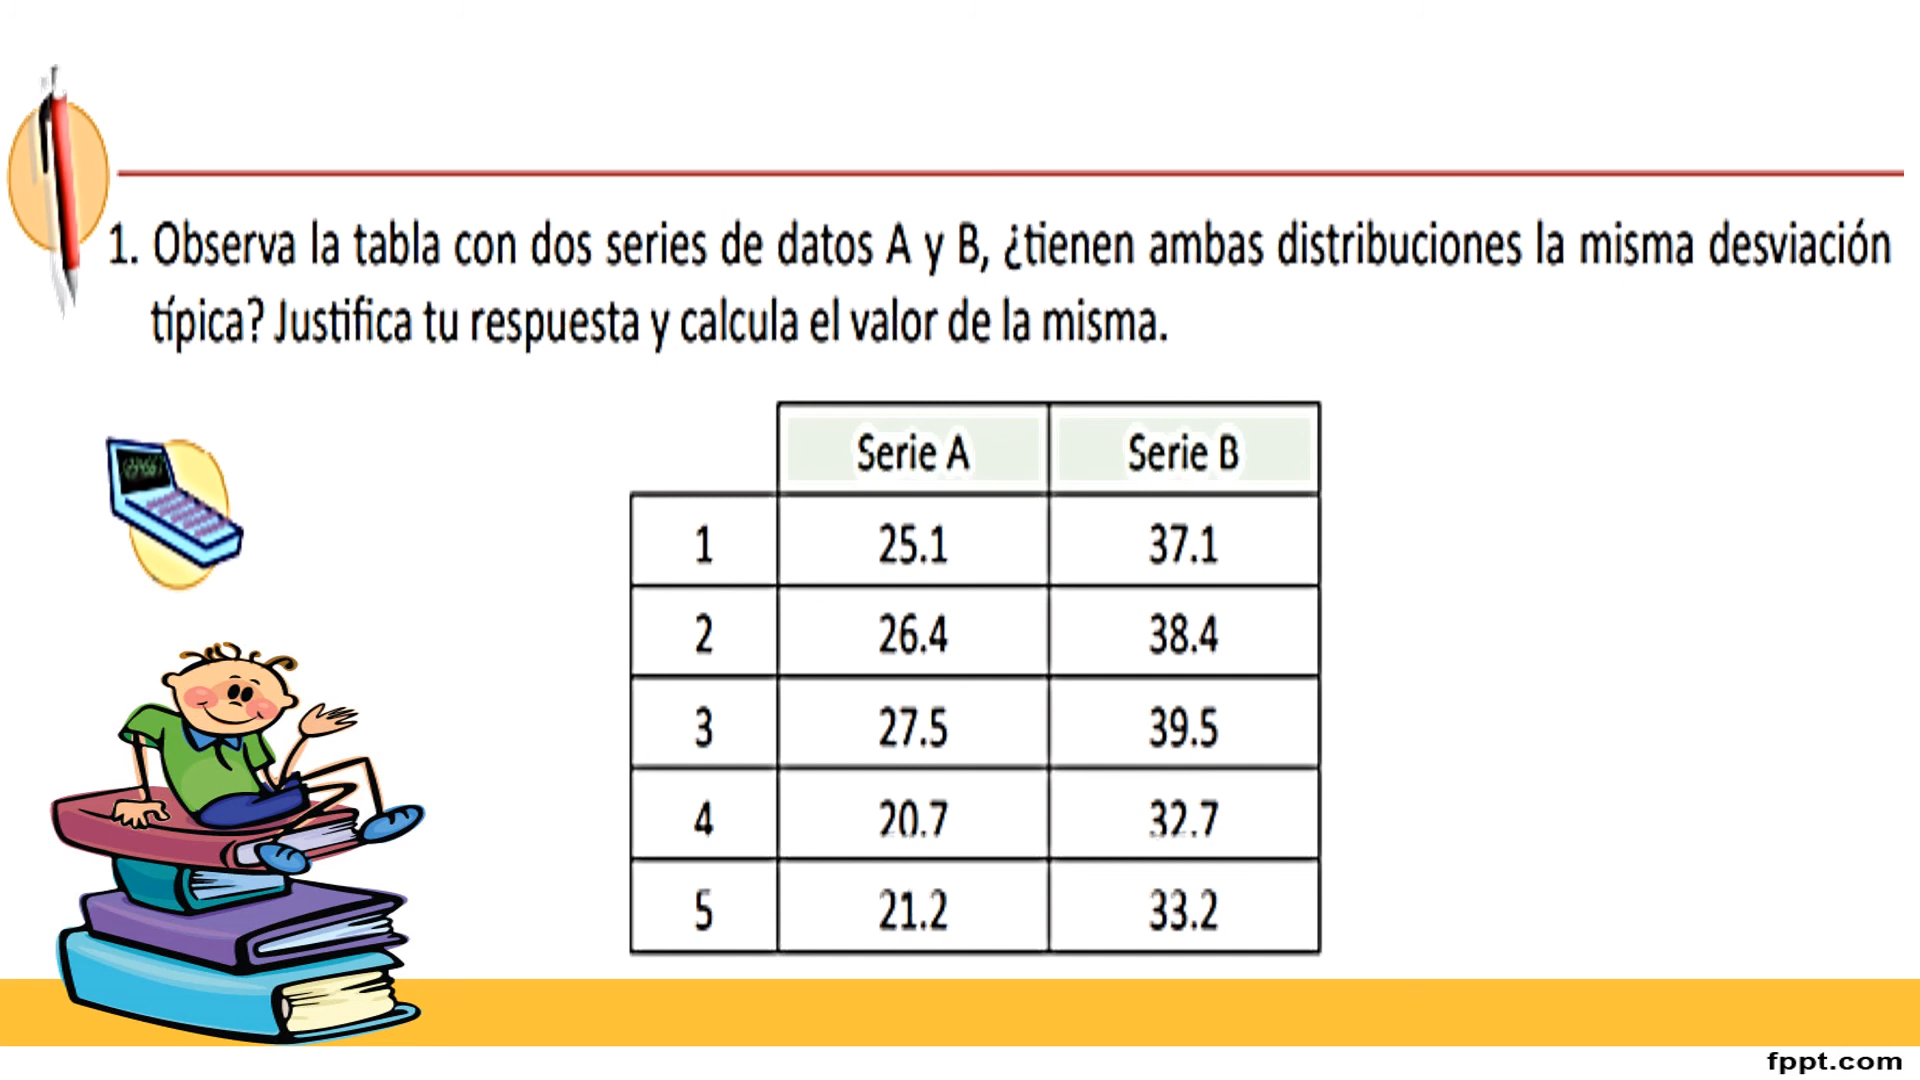 1. Observa la tabla con dos series de datos A y B, ¿tienen ambas distribuciones la misma desviación
típica? Justifica tu respuesta y calcula el valor de la misma.
Serie A Serie B
1 25.1 37.1
2 26.4 38.4
3 27.5 39.5
4 20.7 32.7
5 21.2 33.2
fppt.com